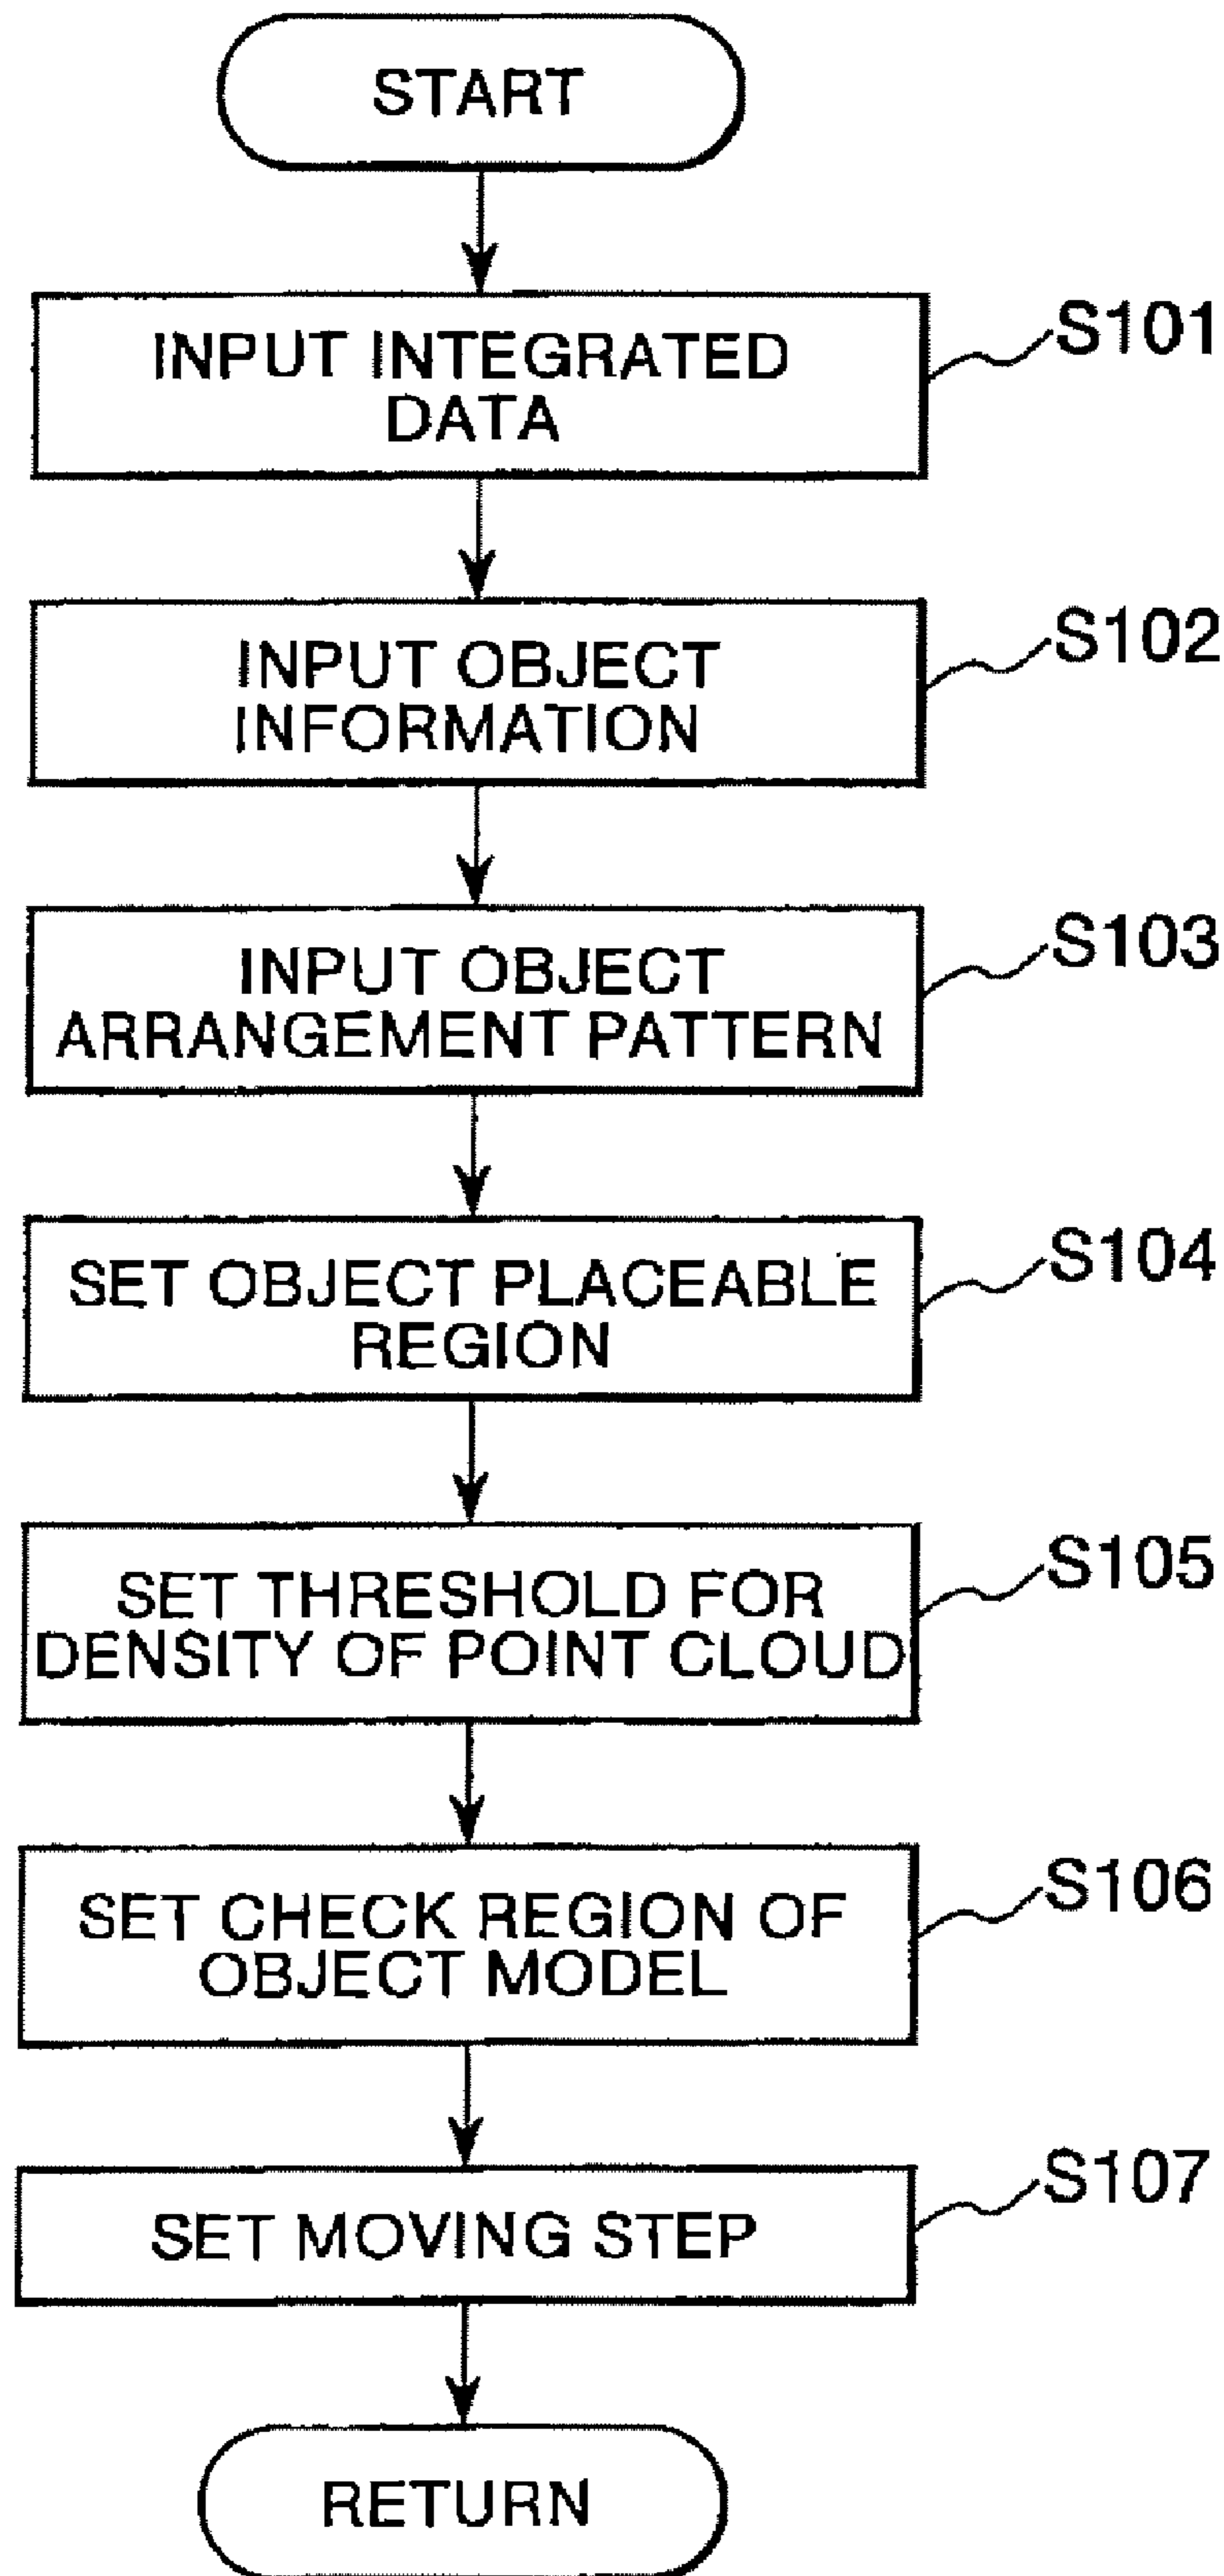 START
INPUT INTEGRATED
DATA
S101
INPUT OBJECT
INFORMATION
S102
INPUT OBJECT
ARRANGEMENT PATTERN
S103
SET OBJECT PLACEABLE
REGION
S104
SET THRESHOLD FOR
DENSITY OF POINT CLOUD
S105
SET CHECK REGION OF
OBJECT MODEL
S106
SET MOVING STEP
S107
RETURN